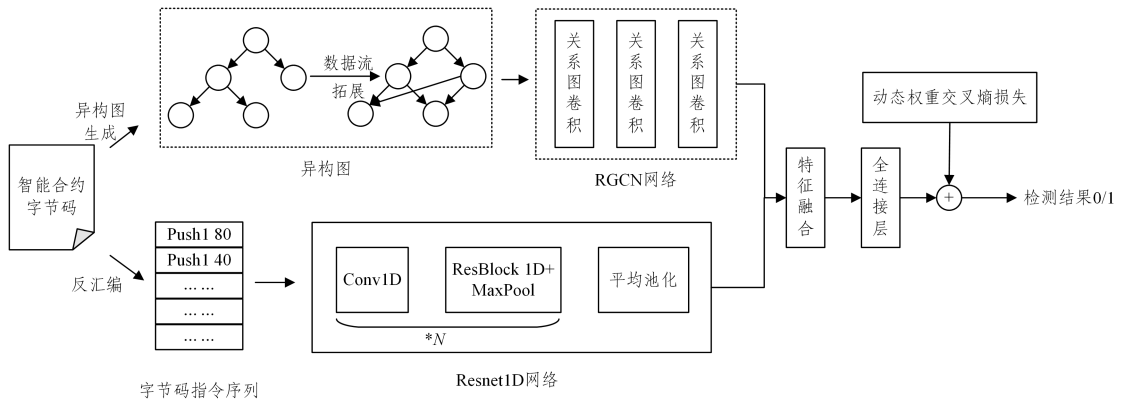 异构图
生成
智能合约
字节码
反汇编
数据流
拓展
异构图
关系图卷积
关系图卷积
关系图卷积
RGCN网络
Push1 80
Push1 40
... ...
... ...
... ...
字节码指令序列
Conv1D
ResBlock 1D+
MaxPool
平均池化
*N
Resnet1D网络
特征融合
全连接层
动态权重交叉熵损失
+
检测结果0/1